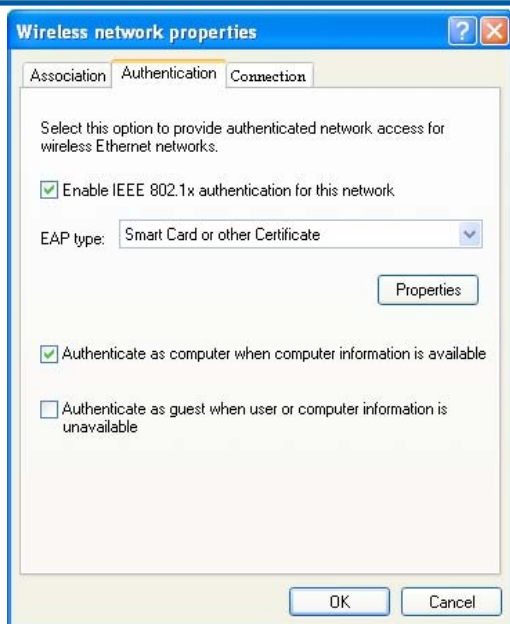 Wireless network properties
Association Authentication Connection
Select this option to provide authenticated network access for
wireless Ethernet networks.
Enable IEEE 802.1x authentication for this network
EAP type: Smart Card or other Certificate
Properties
Authenticate as computer when computer information is available
Authenticate as guest when user or computer information is
unavailable
OK Cancel